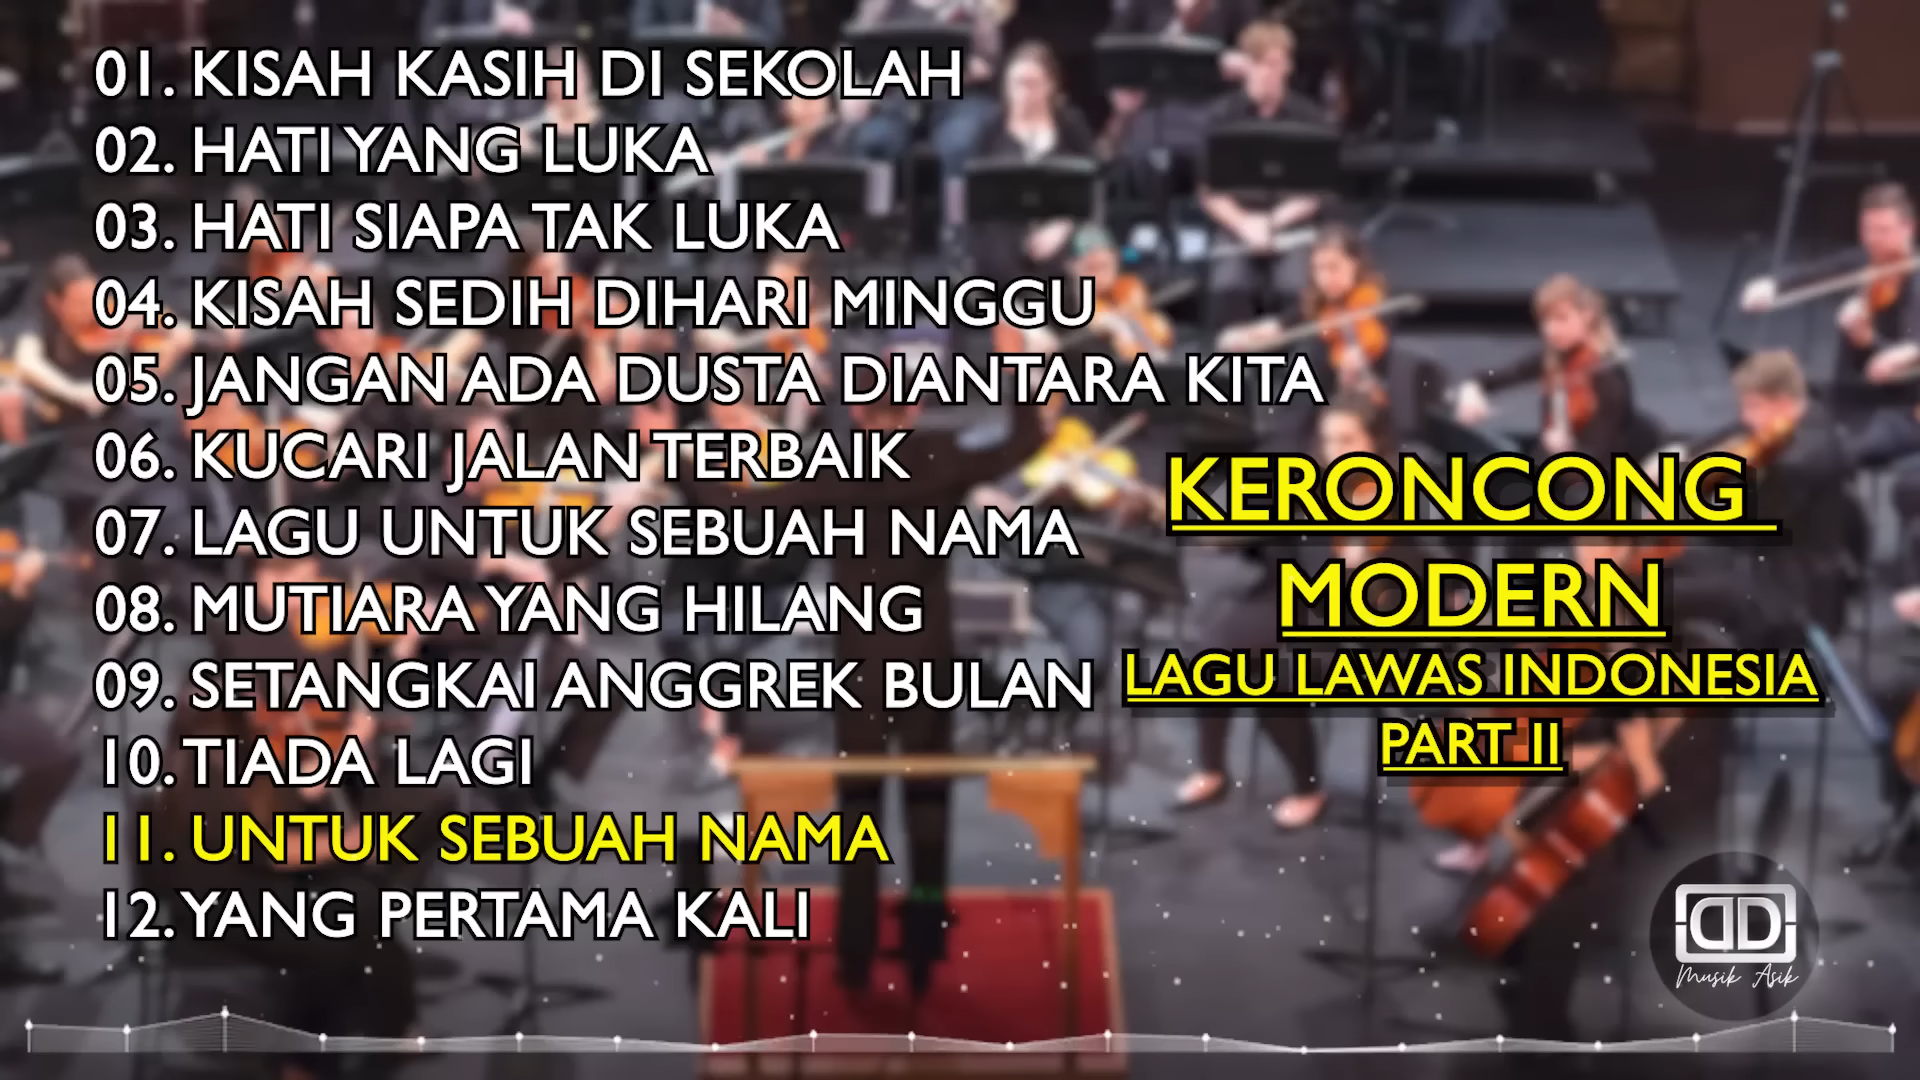 01. KISAH KASIH DI SEKOLAH
02. HATI YANG LUKA
03. HATI SIAPA TAK LUKA
04. KISAH SEDIH DIHARI MINGGU
05. JANGAN ADA DUSTA DIANTARA KITA
06. KUCARI JALAN TERBAIK
07. LAGU UNTUK SEBUAH NAMA
08. MUTIARA YANG HILANG
09. SETANGKAI ANGGREK BULAN
10. TIADA LAGI
11. UNTUK SEBUAH NAMA
12. YANG PERTAMA KALI
KERONCONG
MODERN
LAGU LAWAS INDONESIA
PART II
DD
Musik Asik